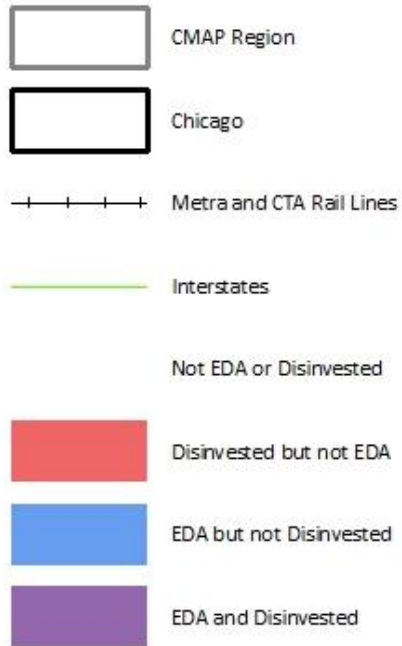 CMAP Region
Chicago
Metra and CTA Rail Lines
Interstates
Not EDA or Disinvested
Disinvested but not EDA
EDA but not Disinvested
EDA and Disinvested